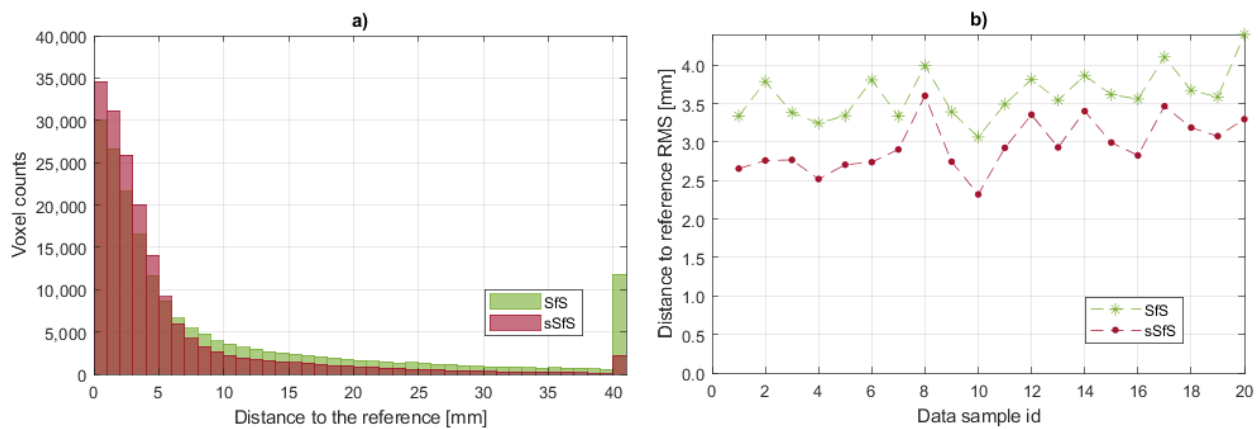 a)
40,000
35,000
30,000
25,000
20,000
15,000
10,000
5,000
0
Voxel counts
SfS
sSfS
0 5 10 15 20 25 30 35 40
Distance to the reference [mm]
b)
4.0
3.5
3.0
2.5
2.0
1.5
1.0
0.5
0.0
Distance to reference RMS [mm]
SfS
sSfS
0 2 4 6 8 10 12 14 16 18 20
Data sample id